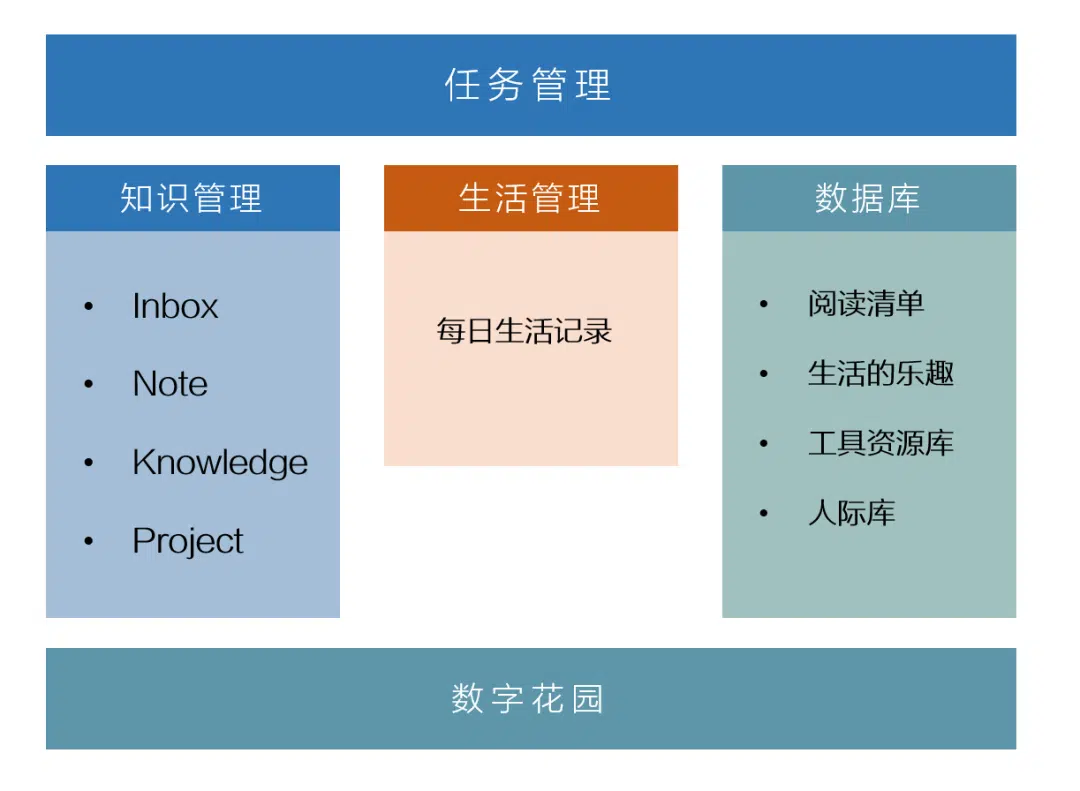 任务管理
知识管理
• Inbox
• Note
• Knowledge
• Project
生活管理
每日生活记录
数据库
• 阅读清单
• 生活的乐趣
• 工具资源库
• 人际库
数字花园